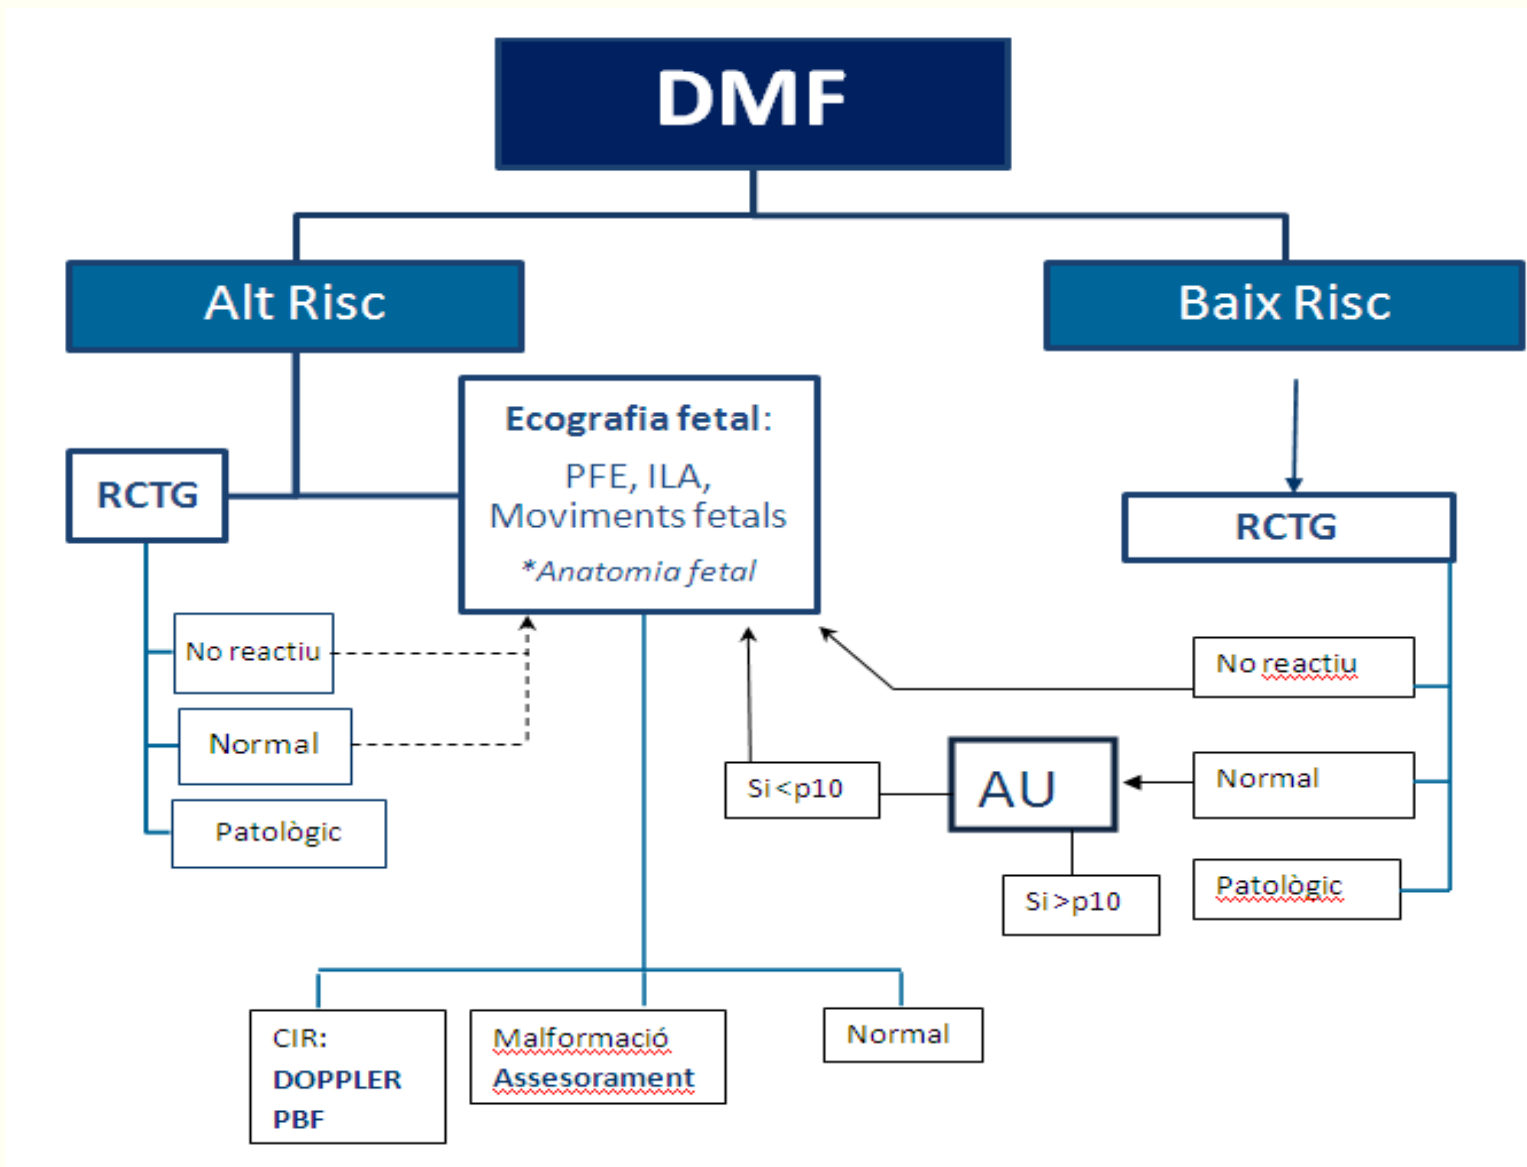 DMF
Alt Risc
Baix Risc
Ecografia fetal:
PFE, ILA,
Moviments fetals
*Anatomia fetal
RCTG
RCTG
No reactiu
Normal
Patològic
No reactiu
Normal
Patològic
AU
Si <p10
Si >p10
CIR:
DOPPLER
PBF
Malformació
Assesorament
Normal